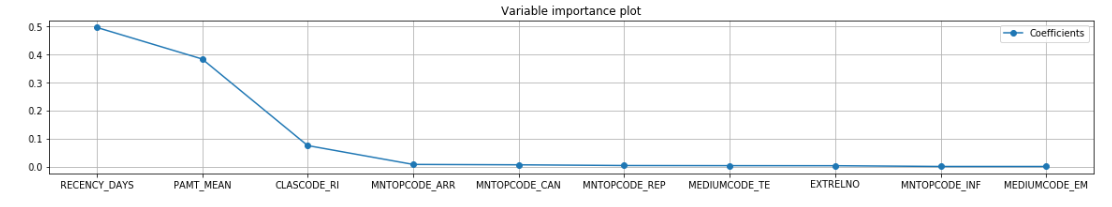 Variable importance plot
Coefficients
0.5
0.4
0.3
0.2
0.1
0.0
RECENCY_DAYS PAMT_MEAN CLASCODE_RI MNTOPCODE_ARR MNTOPCODE_CAN MNTOPCODE_REP MEDIUMCODE_TE EXTRELNO MNTOPCODE_INF MEDIUMCODE_EM